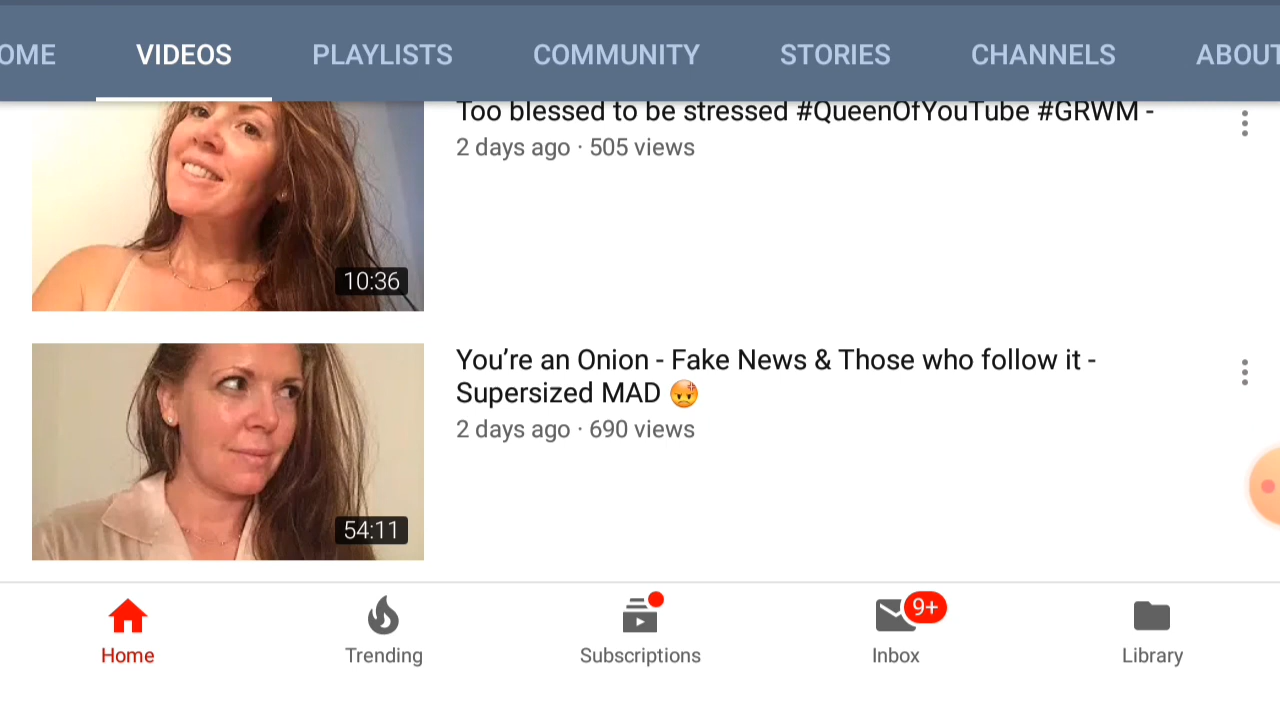 OME VIDEOS PLAYLISTS COMMUNITY STORIES CHANNELS ABOUT
Too blessed to be stressed #QueenOfYouTube #GRWM -
2 days ago · 505 views
10:36
You’re an Onion - Fake News & Those who follow it -
Supersized MAD 😡
2 days ago · 690 views
54:11
9+
Home Trending Subscriptions Inbox Library